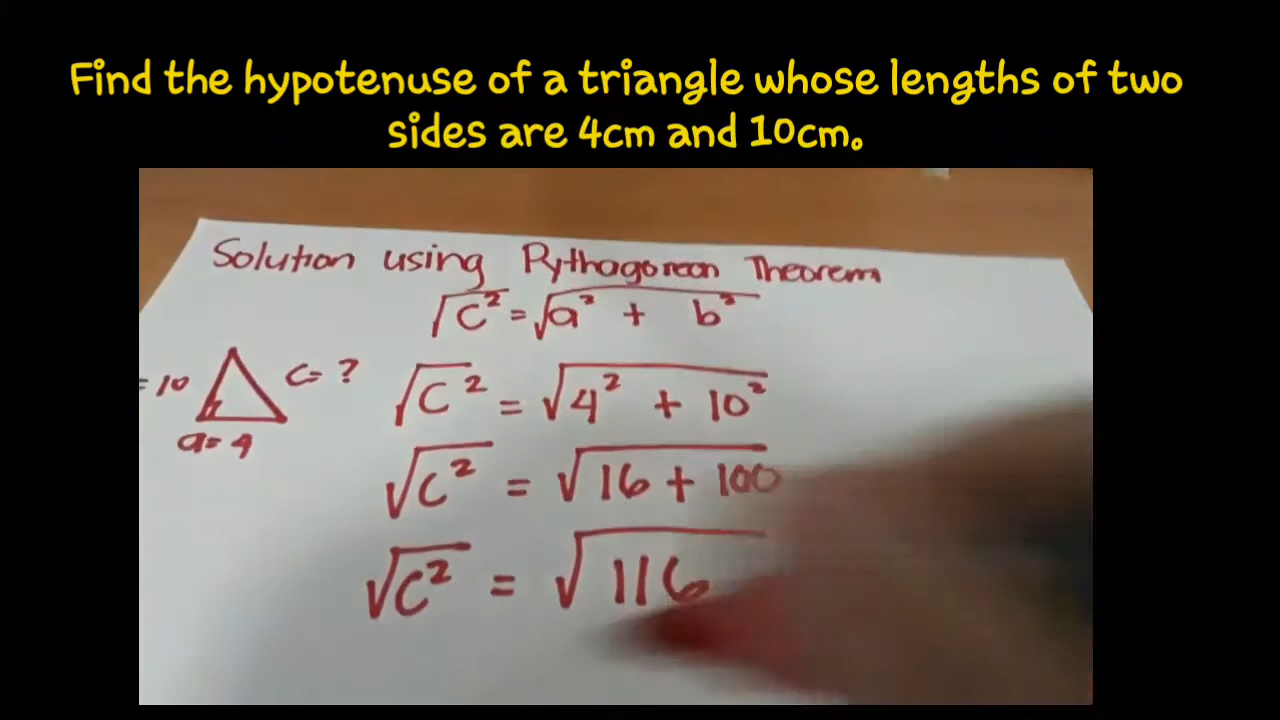 Find the hypotenuse of a triangle whose lengths of two
sides are 4cm and 10cm.
Solution using Pythagorean Theorem
√c² = √a² + b²
= 10 c = ?
a = 4
√c² = √4² + 10²
√c² = √16 + 100
√c² = √116